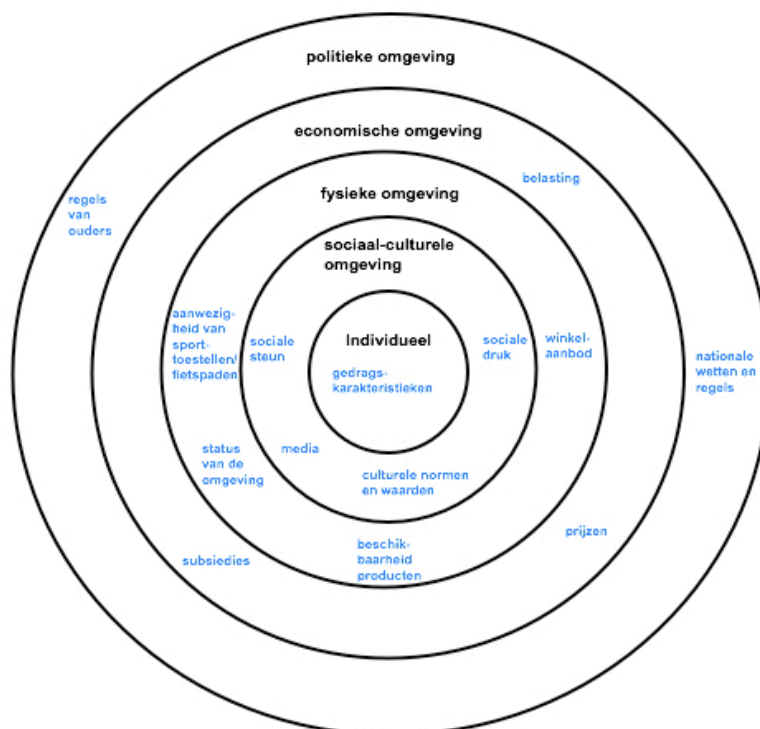 politieke omgeving
economische omgeving
belasting
fysieke omgeving
regels
van
ouders
sociaal-culturele
omgeving
aanwezig-
heid van
sport-
toestellen/
fietspaden
sociale
steun
Individueel
gedrags-
karakteristieken
sociale
druk
winkel-
aanbod
nationale
wetten en
regels
status
van de
omgeving
media
culturele normen
en waarden
subsiedies
beschik-
baarheid
producten
prijzen